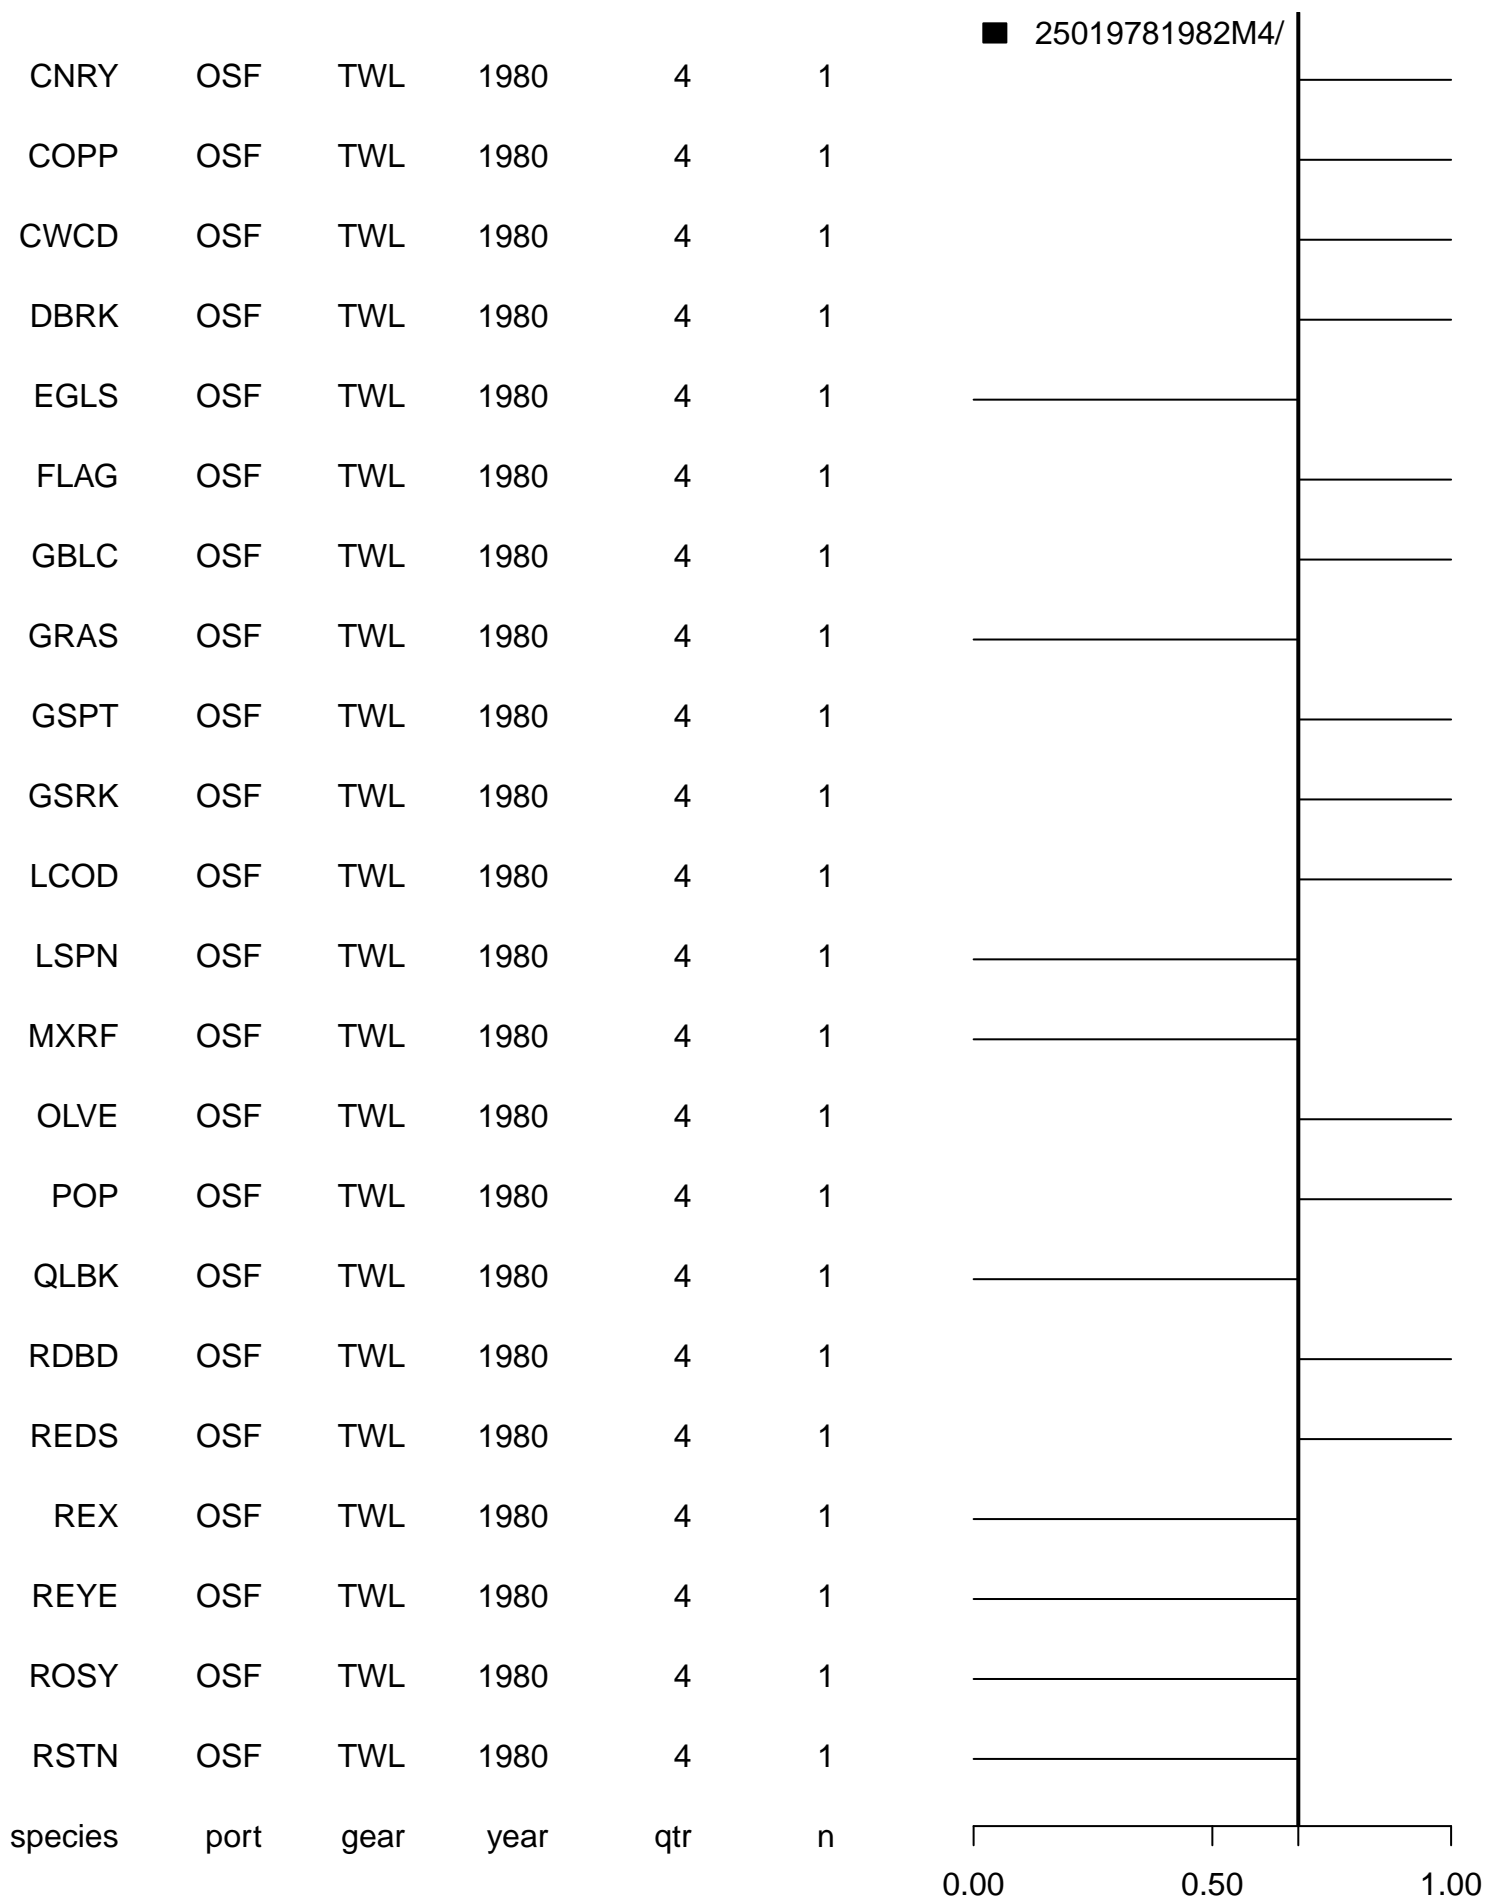 25019781982M4/
CNRY OSF TWL 1980 4 1
COPP OSF TWL 1980 4 1
CWCD OSF TWL 1980 4 1
DBRK OSF TWL 1980 4 1
EGLS OSF TWL 1980 4 1
FLAG OSF TWL 1980 4 1
GBLC OSF TWL 1980 4 1
GRAS OSF TWL 1980 4 1
GSPT OSF TWL 1980 4 1
GSRK OSF TWL 1980 4 1
LCOD OSF TWL 1980 4 1
LSPN OSF TWL 1980 4 1
MXRF OSF TWL 1980 4 1
OLVE OSF TWL 1980 4 1
POP OSF TWL 1980 4 1
QLBK OSF TWL 1980 4 1
RDBD OSF TWL 1980 4 1
REDS OSF TWL 1980 4 1
REX OSF TWL 1980 4 1
REYE OSF TWL 1980 4 1
ROSY OSF TWL 1980 4 1
RSTN OSF TWL 1980 4 1
species port gear year qtr n
0.00 0.50 1.00